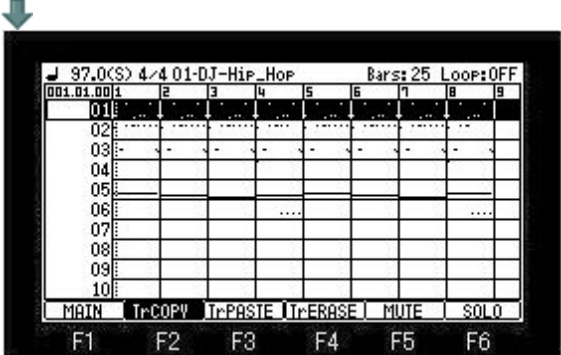 ♩ 97.0(S) 4/4 01-DJ-Hip_Hop Bars: 25 Loop:OFF
001.01.00 1 2 3 4 5 6 7 8 9
01
02
03
04
05
06
07
08
09
10
MAIN TrCOPY TrPASTE TrERASE MUTE SOLO
F1 F2 F3 F4 F5 F6